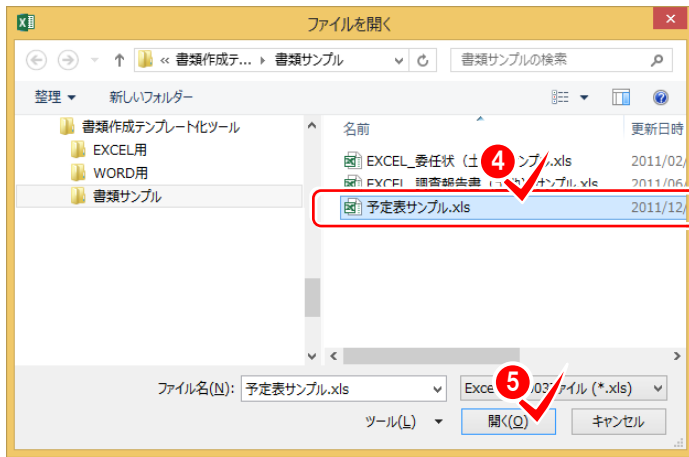 ファイルを開く
« 書類作成テ... 書類サンプル
書類サンプルの検索
整理
新しいフォルダー
書類作成テンプレート化ツール
EXCEL用
WORD用
書類サンプル
名前
更新日時
EXCEL_委任状 ンプル.xls
2011/02/
4
EXCEL_調査報告書 サンプル.xls
2011/06/
予定表サンプル.xls
2011/12/
ファイル名(N):
予定表サンプル.xls
ファイル (*.xls)
5
ツール(L)
開く(O)
キャンセル